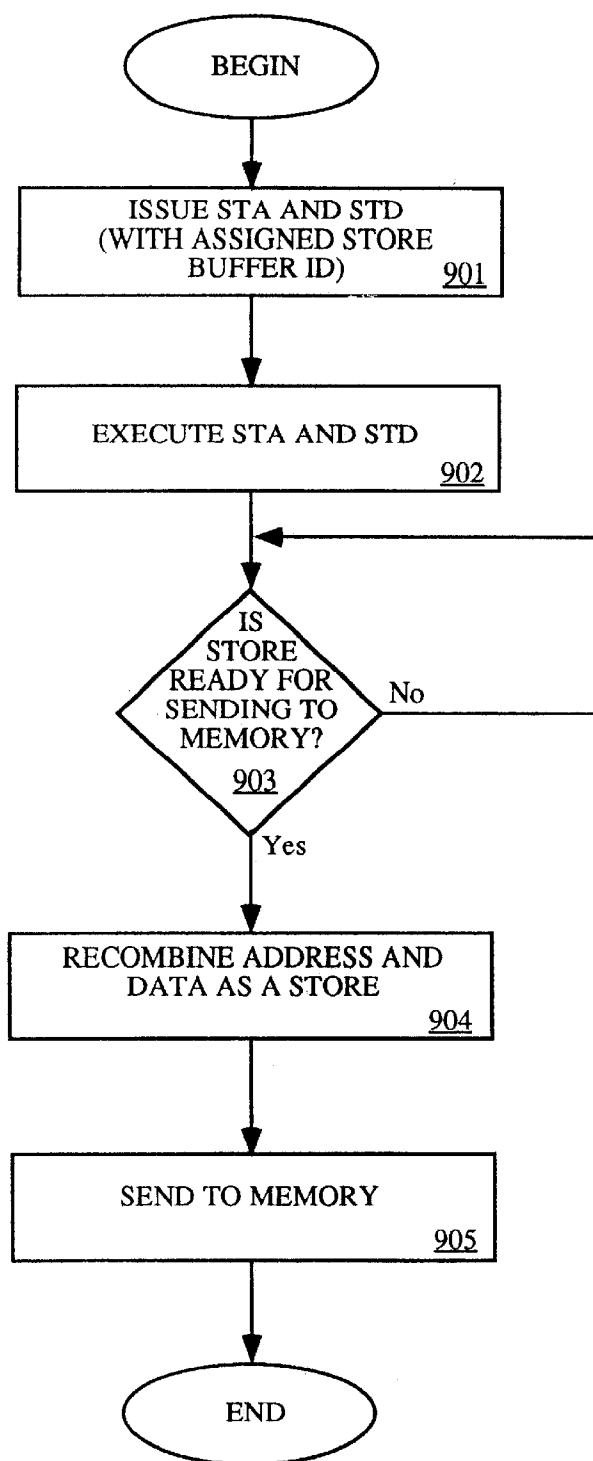 BEGIN
ISSUE STA AND STD
(WITH ASSIGNED STORE
BUFFER ID)
901
EXECUTE STA AND STD
902
IS
STORE
READY FOR
SENDING TO
MEMORY?
903
No
Yes
RECOMBINE ADDRESS AND
DATA AS A STORE
904
SEND TO MEMORY
905
END